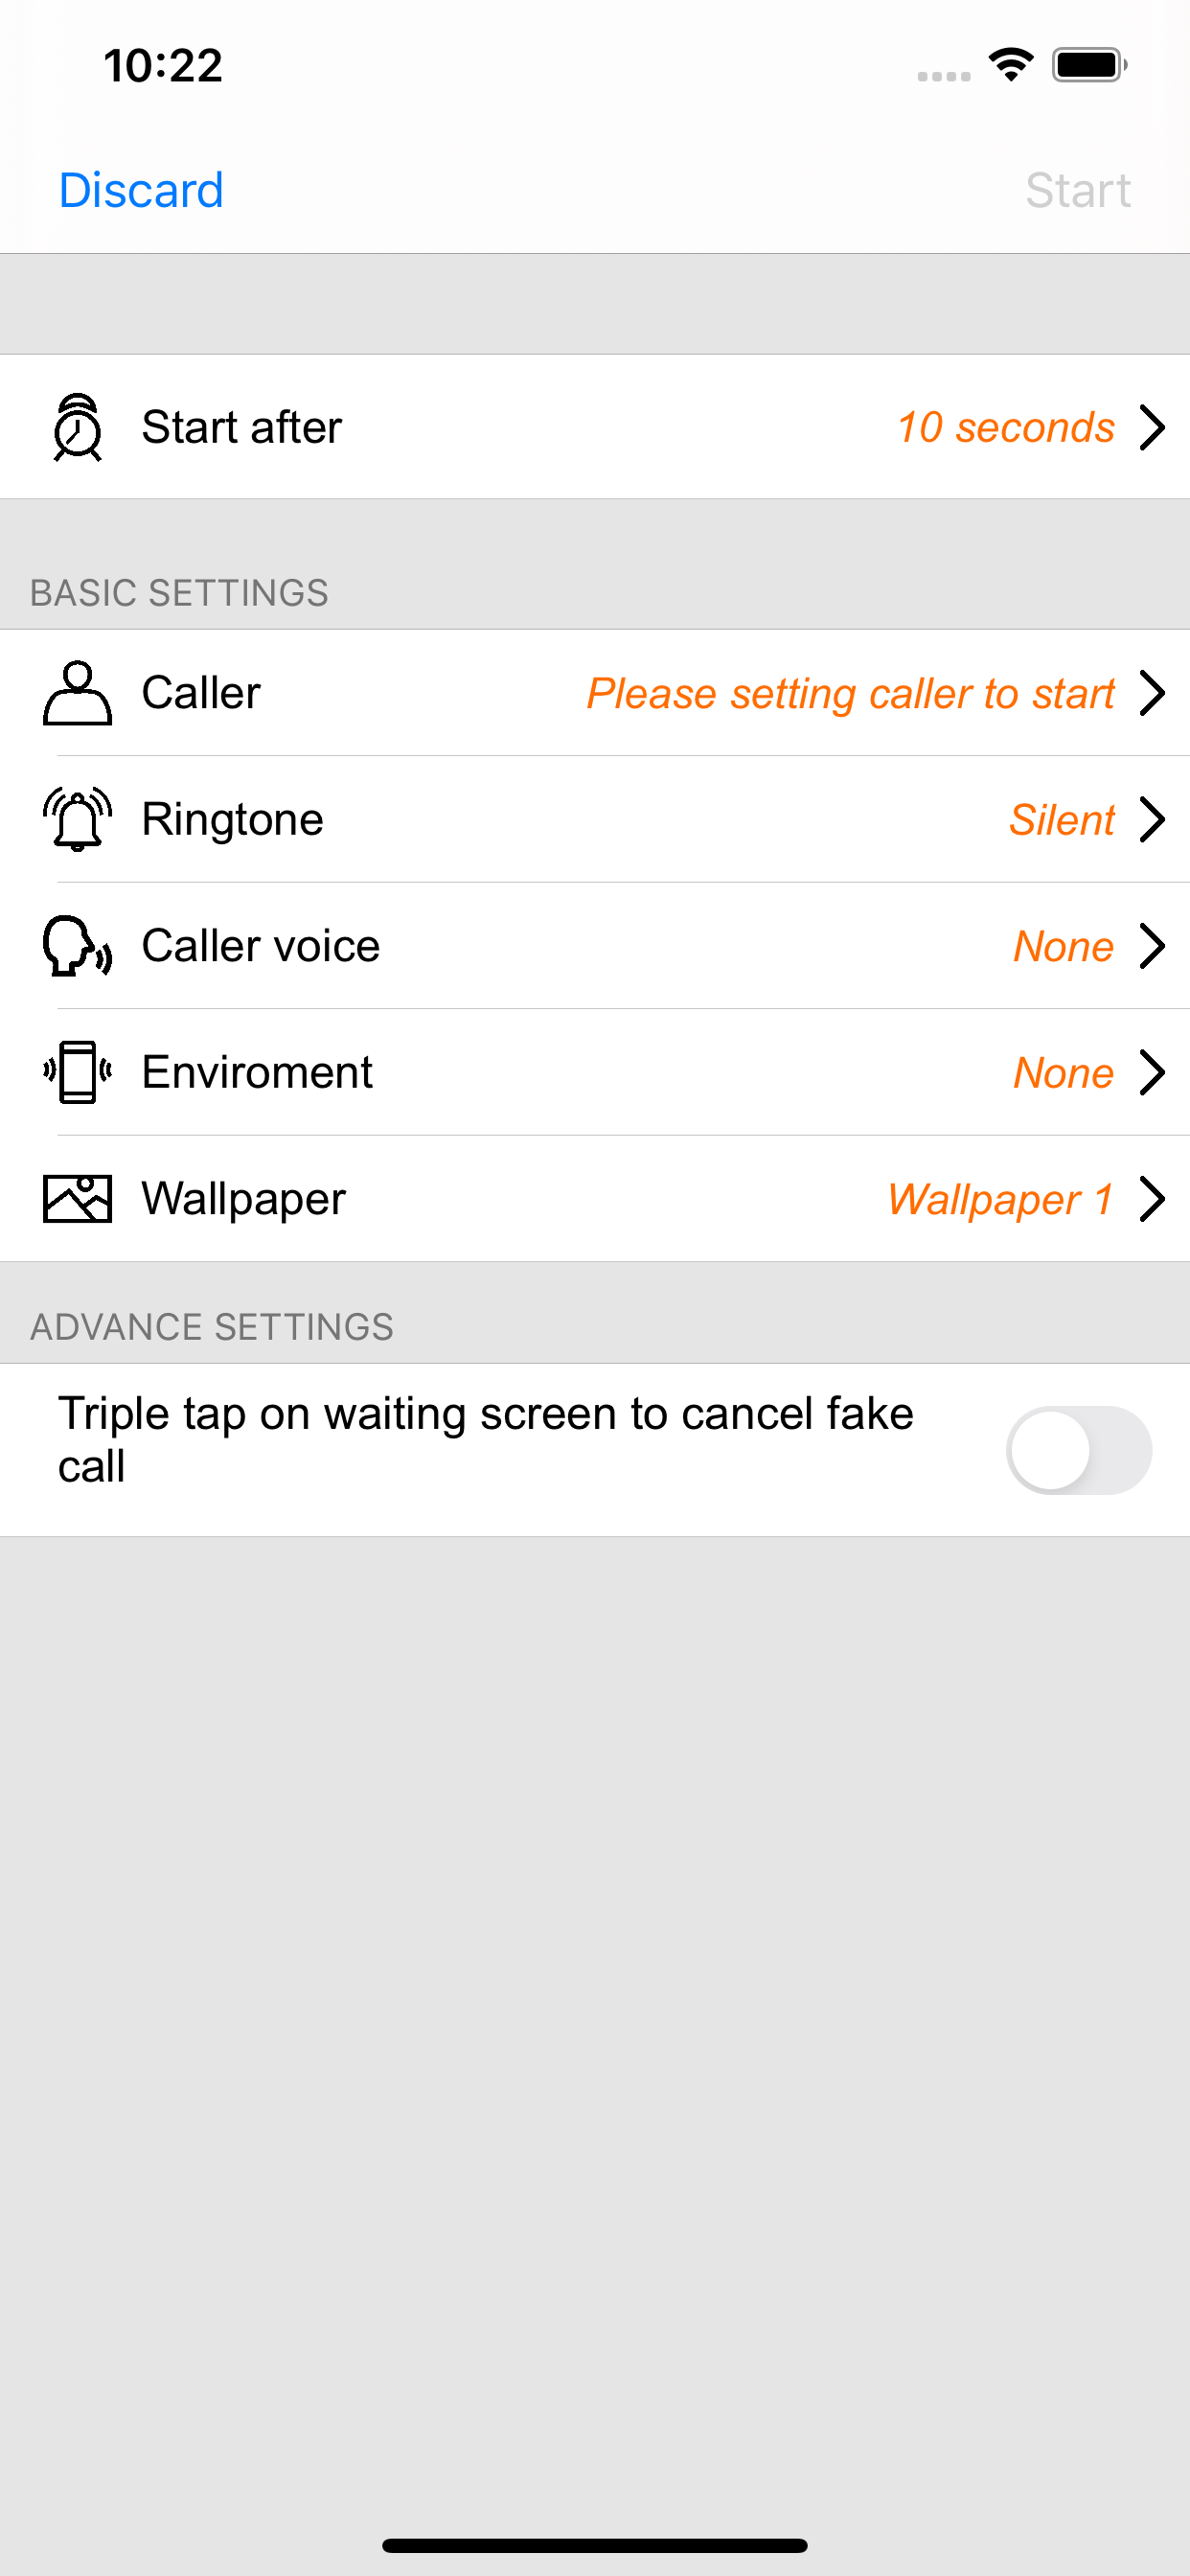 10:22
Discard Start
Start after 10 seconds
BASIC SETTINGS
Caller Please setting caller to start
Ringtone Silent
Caller voice None
Enviroment None
Wallpaper Wallpaper 1
ADVANCE SETTINGS
Triple tap on waiting screen to cancel fake
call